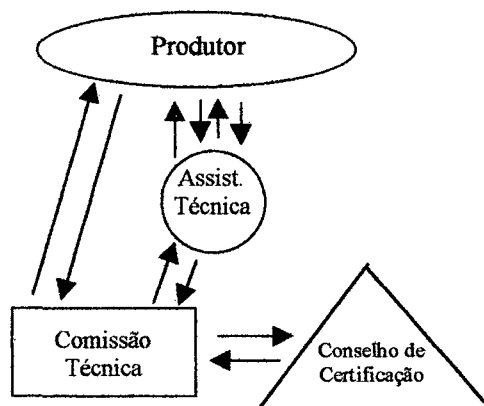 Produtor
Assist.
Técnica
Comissão
Técnica
Conselho de
Certificação